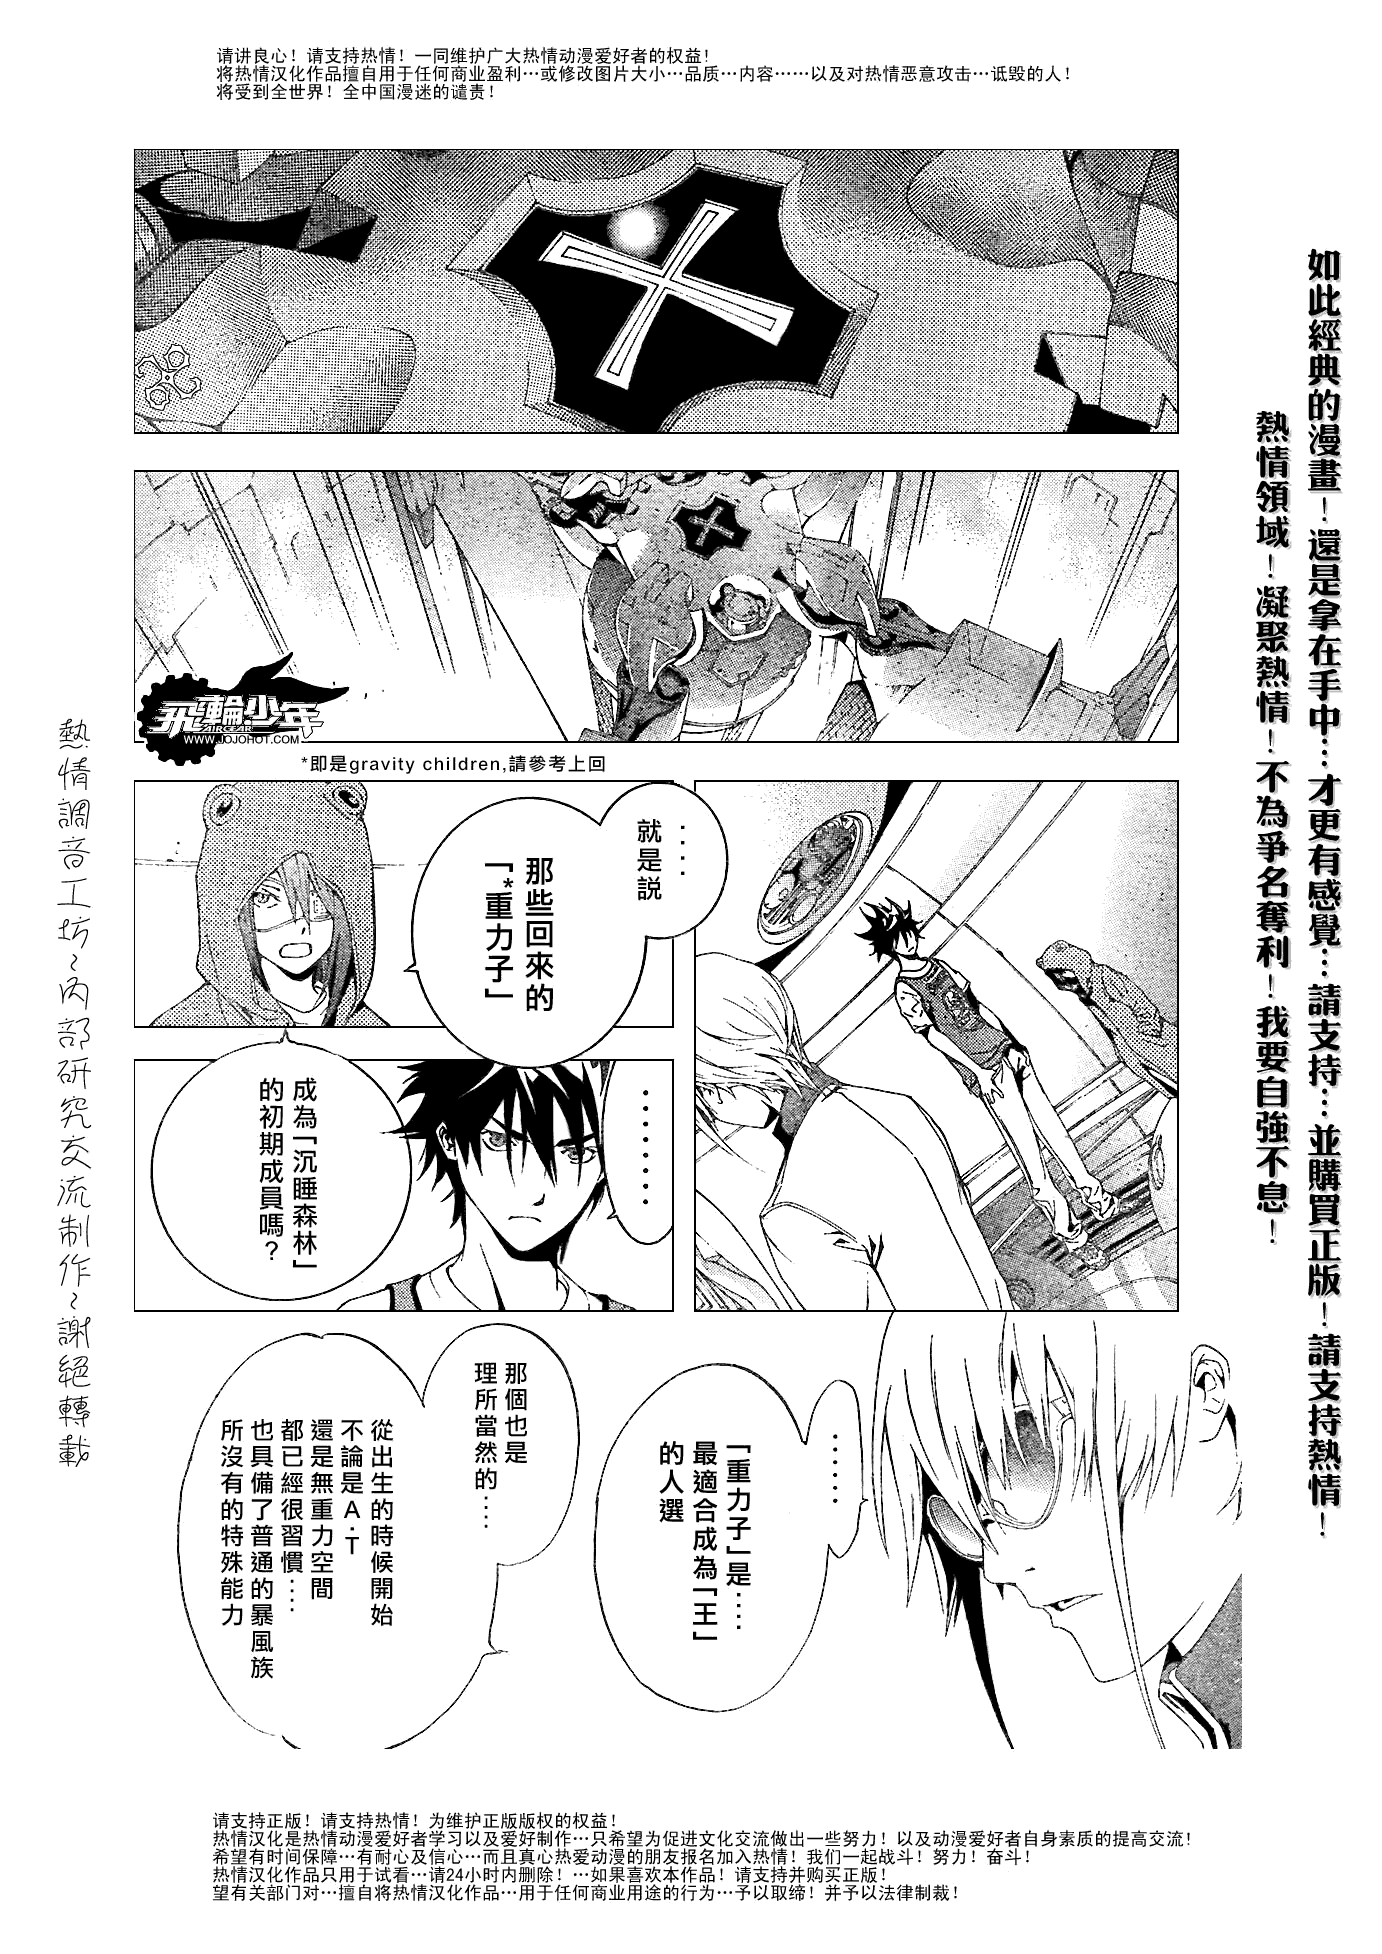 请讲良心！请支持热情！一同维护广大热情动漫爱好者的权益！
将热情汉化作品擅自用于任何商业盈利…或修改图片大小…品质…内容……以及对热情恶意攻击…诋毁的人！
将受到全世界！全中国漫迷的谴责！
如此經典的漫畫！還是拿在手中…才更有感覺…請支持…並購買正版！請支持熱情！
熱情領域！凝聚熱情！不為爭名奪利！我要自強不息！
飛輪少年
AIRGEAR
WWW.JOJOHOT.COM
*即是gravity children,請參考上回
‥‥
就是説
那些回來的
「*重力子」
成為「沉睡森林」
的初期成員嗎？
‥‥‥‥
‥‥‥
「重力子」是‥‥
最適合成為「王」
的人選
那個也是
理所當然的‥‥
從出生的時候開始
不論是A·T
還是無重力空間
都已經很習慣‥‥
也具備了普通的暴風族
所沒有的特殊能力
熱情調音工坊~內部研究交流制作~謝絕轉載
请支持正版！请支持热情！为维护正版版权的权益！
热情汉化是热情动漫爱好者学习以及爱好制作…只希望为促进文化交流做出一些努力！以及动漫爱好者自身素质的提高交流！
希望有时间保障…有耐心及信心…而且真心热爱动漫的朋友报名加入热情！我们一起战斗！努力！奋斗！
热情汉化作品只用于试看…请24小时内删除！…如果喜欢本作品！请支持并购买正版！
望有关部门对…擅自将热情汉化作品…用于任何商业用途的行为…予以取缔！并予以法律制裁！